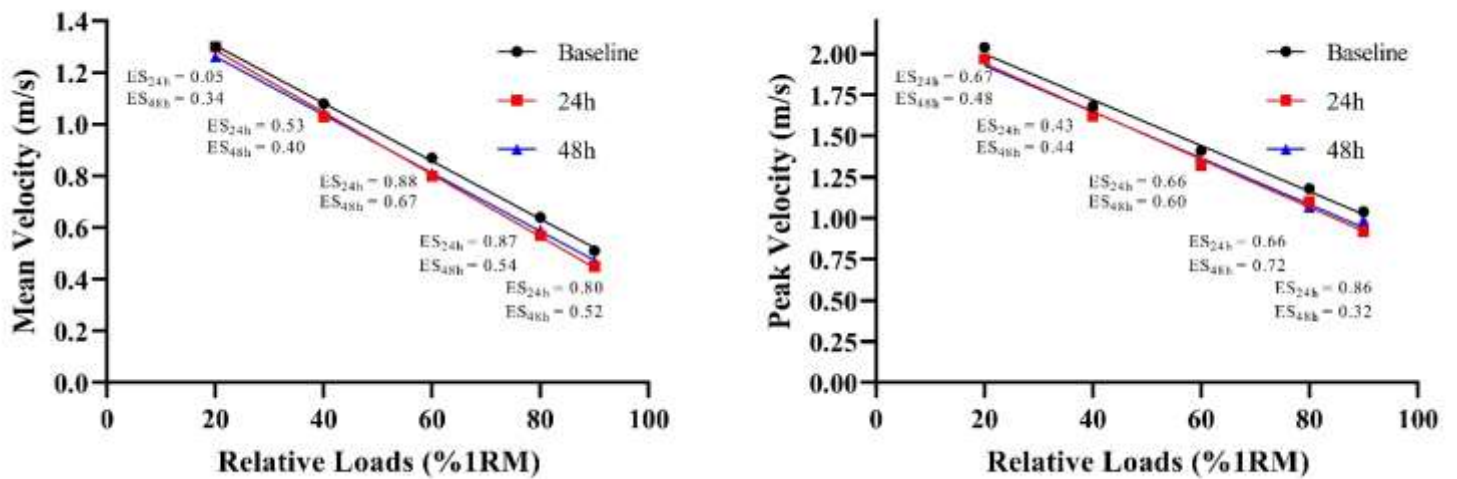 1.4
1.2
1.0
0.8
0.6
0.4
0.2
0.0
Mean Velocity (m/s)
Baseline
24h
48h
ES24h = 0.05
ES48h = 0.34
ES24h = 0.53
ES48h = 0.40
ES24h = 0.88
ES48h = 0.67
ES24h = 0.87
ES48h = 0.54
ES24h = 0.80
ES48h = 0.52
0 20 40 60 80 100
Relative Loads (%1RM)
2.00
1.75
1.50
1.25
1.00
0.75
0.50
0.25
0.00
Peak Velocity (m/s)
Baseline
24h
48h
ES24h = 0.67
ES48h = 0.48
ES24h = 0.43
ES48h = 0.44
ES24h = 0.66
ES48h = 0.60
ES24h = 0.66
ES48h = 0.72
ES24h = 0.86
ES48h = 0.32
0 20 40 60 80 100
Relative Loads (%1RM)